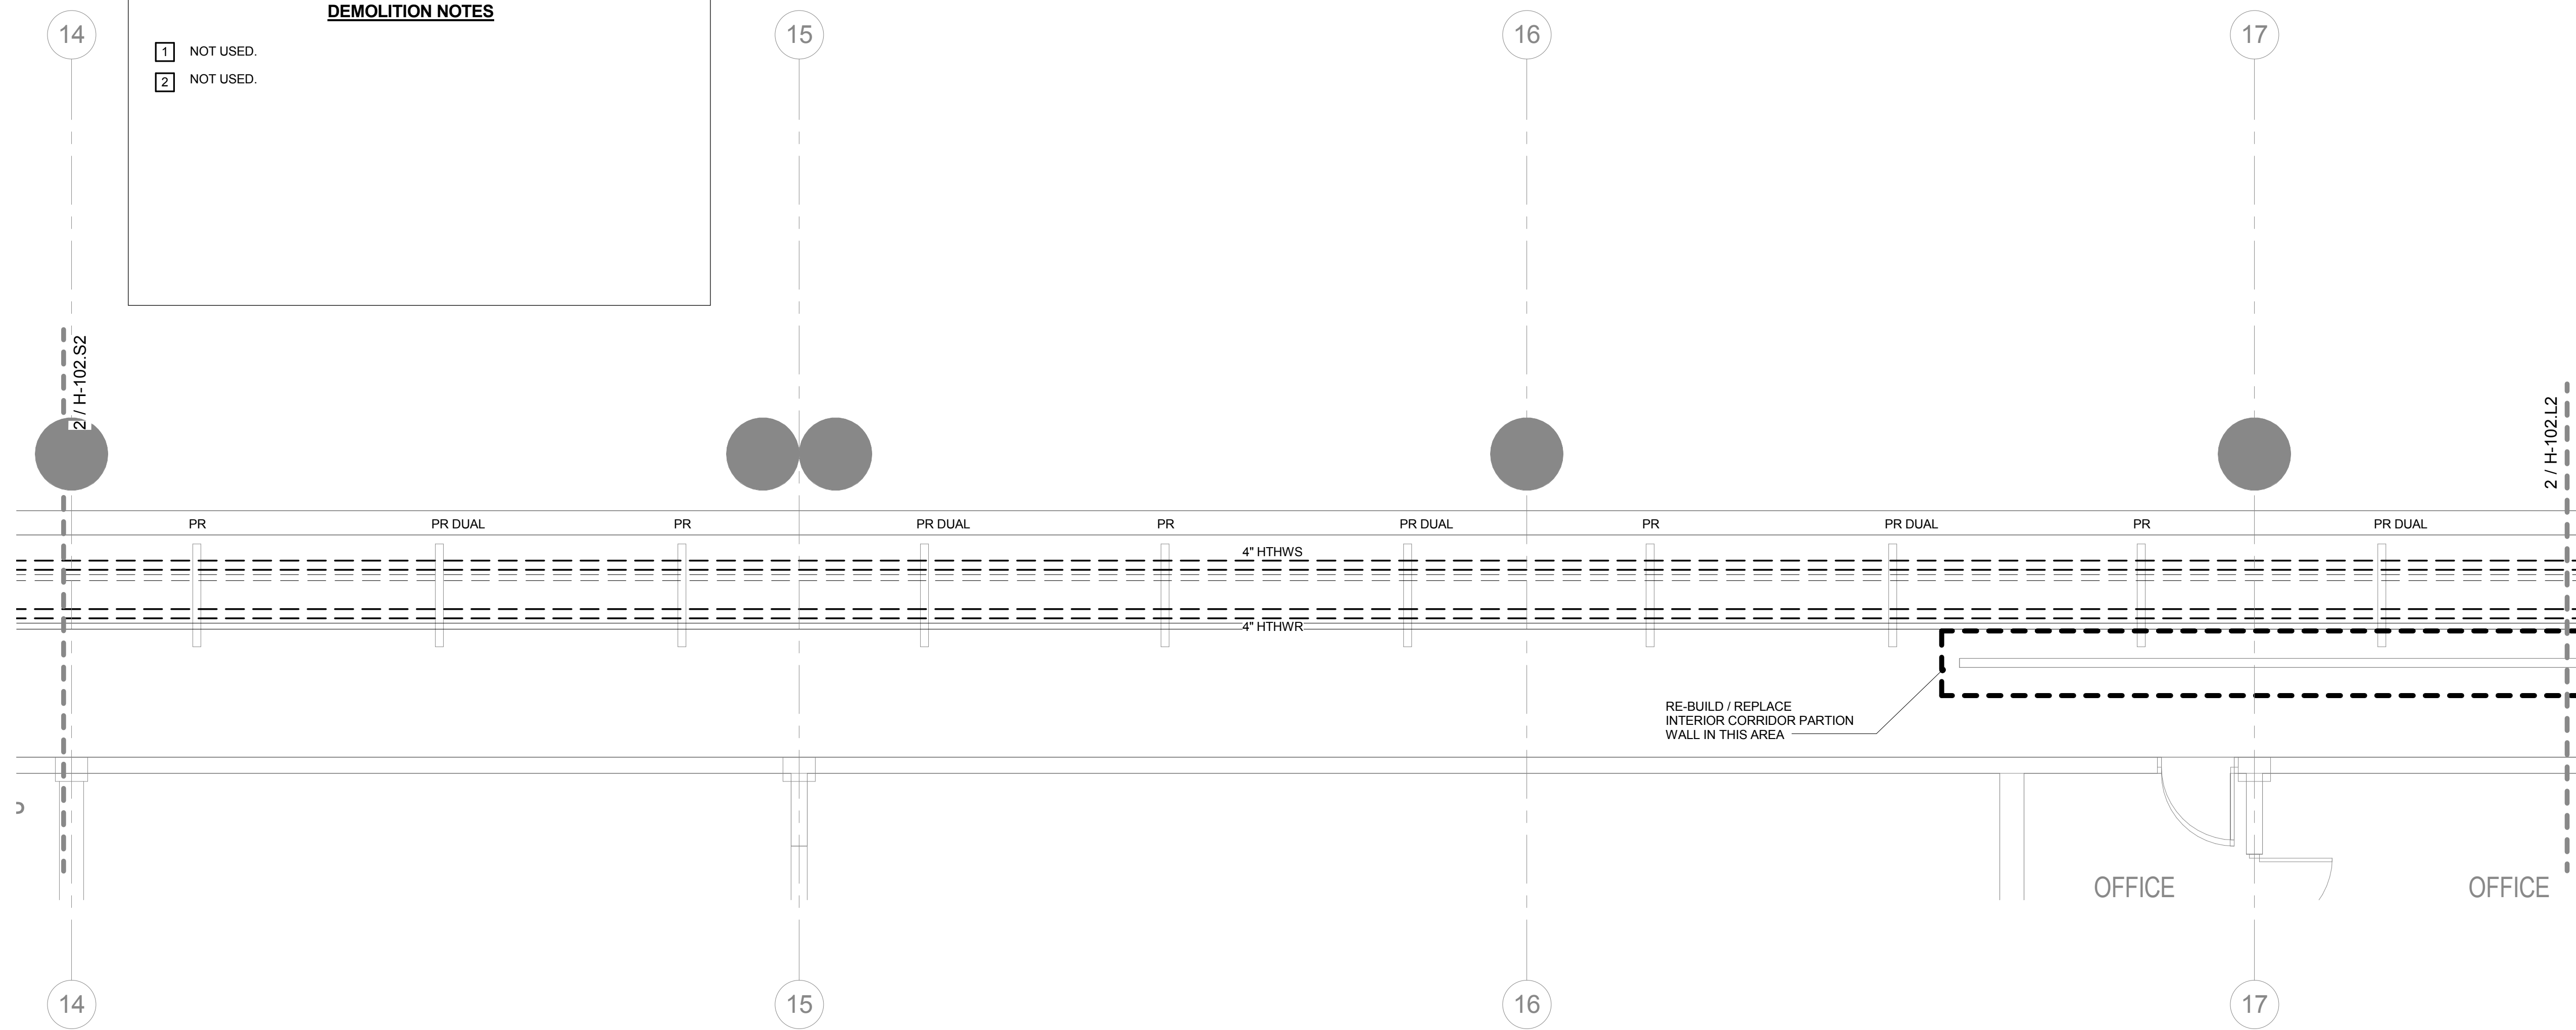 DEMOLITION NOTES
14
15
16
17
1 NOT USED.
2 NOT USED.
2 / H-102.S2
2 / H-102.L2
PR
PR DUAL
PR
PR DUAL
PR
PR DUAL
PR
PR DUAL
PR
PR DUAL
4" HTHWS
4" HTHWR
RE-BUILD / REPLACE
INTERIOR CORRIDOR PARTION
WALL IN THIS AREA
OFFICE
OFFICE
14
15
16
17